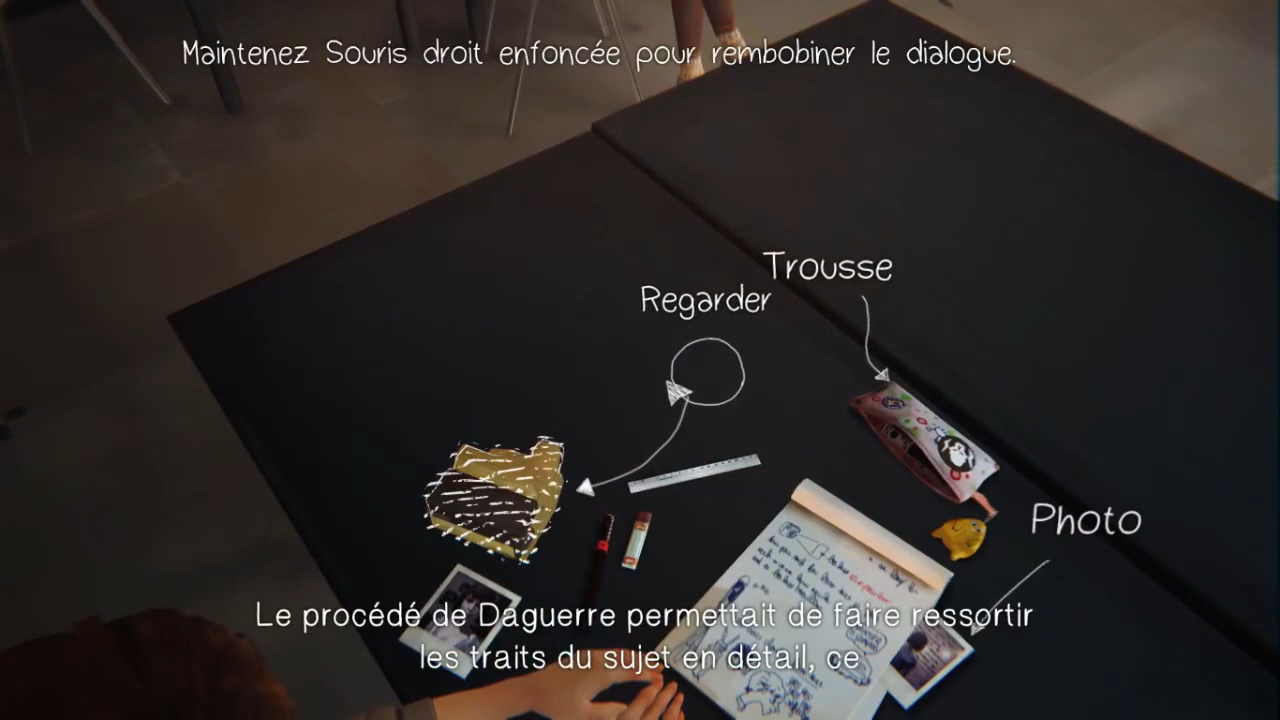 Maintenez Souris droit enfoncée pour rembobiner le dialogue.
Trousse
Regarder
Photo
Le procédé de Daguerre permettait de faire ressortir
les traits du sujet en détail, ce